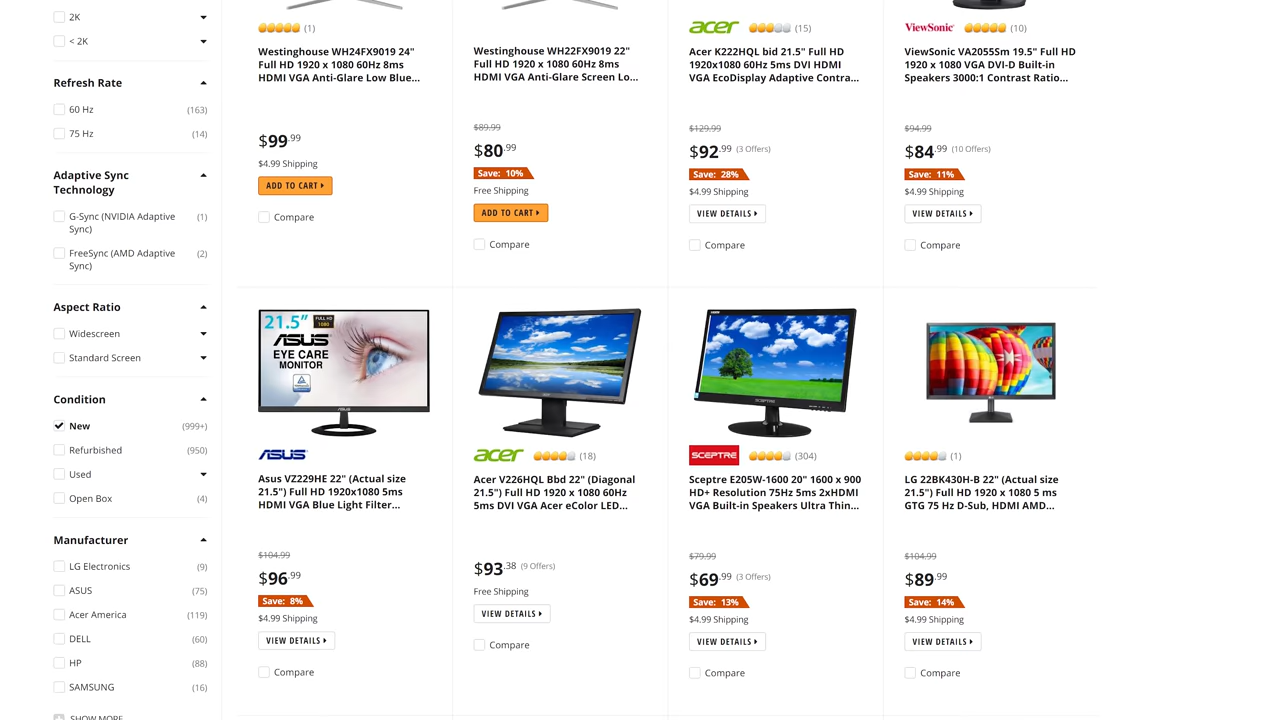 2K
< 2K
Refresh Rate
60 Hz (163)
75 Hz (14)
Adaptive Sync
Technology
G-Sync (NVIDIA Adaptive (1)
Sync)
FreeSync (AMD Adaptive (2)
Sync)
Aspect Ratio
Widescreen
Standard Screen
Condition
New (999+)
Refurbished (950)
Used
Open Box (4)
Manufacturer
LG Electronics (9)
ASUS (75)
Acer America (119)
DELL (60)
HP (88)
SAMSUNG (16)
SHOW MORE
(1)
Westinghouse WH24FX9019 24"
Full HD 1920 x 1080 60Hz 8ms
HDMI VGA Anti-Glare Low Blue...
$99.99
$4.99 Shipping
ADD TO CART
Compare
Westinghouse WH22FX9019 22"
Full HD 1920 x 1080 60Hz 8ms
HDMI VGA Anti-Glare Screen Lo...
$89.99
$80.99
Save: 10%
Free Shipping
ADD TO CART
Compare
acer (15)
Acer K222HQL bid 21.5" Full HD
1920x1080 60Hz 5ms DVI HDMI
VGA EcoDisplay Adaptive Contra...
$129.99
$92.99 (3 Offers)
Save: 28%
$4.99 Shipping
VIEW DETAILS
Compare
ViewSonic (10)
ViewSonic VA2055Sm 19.5" Full HD
1920 x 1080 VGA DVI-D Built-in
Speakers 3000:1 Contrast Ratio...
$94.99
$84.99 (10 Offers)
Save: 11%
$4.99 Shipping
VIEW DETAILS
Compare
21.5" FULL HD
1080
ASUS
EYE CARE
MONITOR
ASUS
Asus VZ229HE 22" (Actual size
21.5") Full HD 1920x1080 5ms
HDMI VGA Blue Light Filter...
$104.99
$96.99
Save: 8%
$4.99 Shipping
VIEW DETAILS
Compare
acer (18)
Acer V226HQL Bbd 22" (Diagonal
21.5") Full HD 1920 x 1080 60Hz
5ms DVI VGA Acer eColor LED...
$93.38 (9 Offers)
Free Shipping
VIEW DETAILS
Compare
SCEPTRE
SCEPTRE (304)
Sceptre E205W-1600 20" 1600 x 900
HD+ Resolution 75Hz 5ms 2xHDMI
VGA Built-in Speakers Ultra Thin...
$79.99
$69.99 (3 Offers)
Save: 13%
$4.99 Shipping
VIEW DETAILS
Compare
(1)
LG 22BK430H-B 22" (Actual size
21.5") Full HD 1920 x 1080 5 ms
GTG 75 Hz D-Sub, HDMI AMD...
$104.99
$89.99
Save: 14%
$4.99 Shipping
VIEW DETAILS
Compare